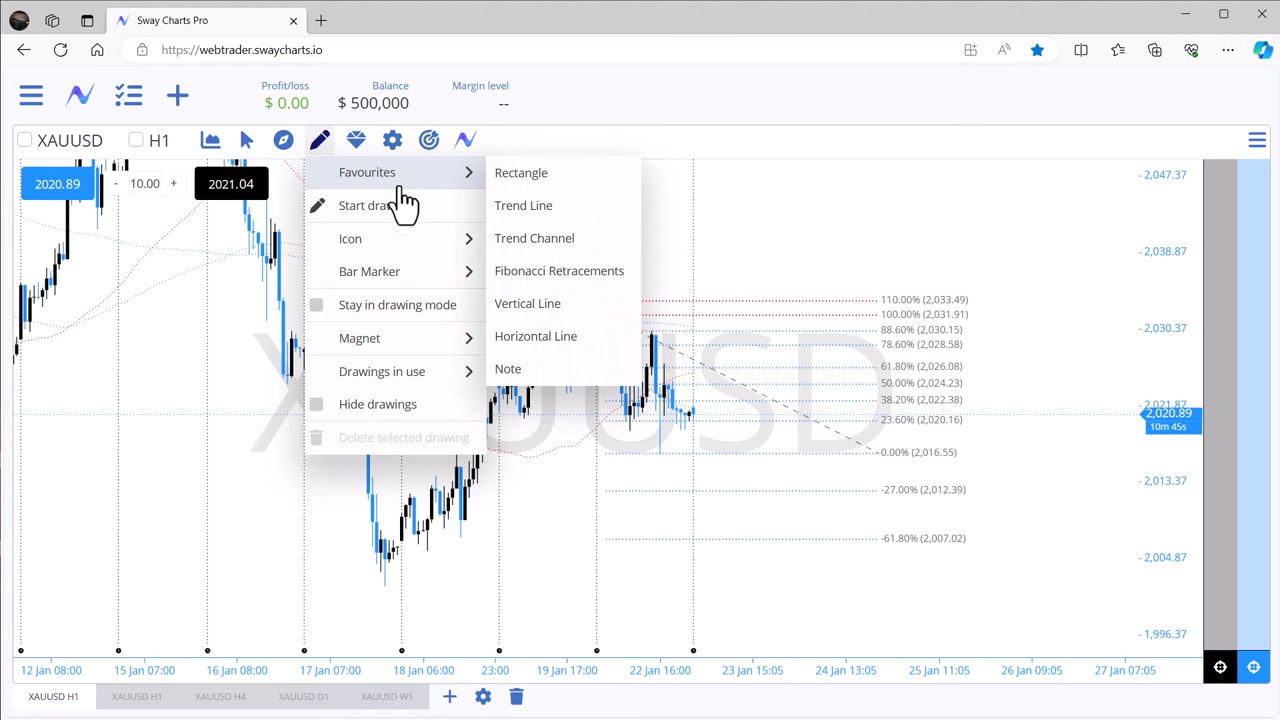 Sway Charts Pro
https://webtrader.swaycharts.io
Profit/loss
$ 0.00
Balance
$ 500,000
Margin level
--
XAUUSD
H1
2020.89
- 10.00 +
2021.04
Favourites
Start
Icon
Bar Marker
Stay in drawing mode
Magnet
Drawings in use
Hide drawings
Delete selected drawing
Rectangle
Trend Line
Trend Channel
Fibonacci Retracements
Vertical Line
Horizontal Line
Note
XAUUSD
110.00% (2,033.49)
100.00% (2,031.91)
88.60% (2,030.15)
78.60% (2,028.58)
61.80% (2,026.08)
50.00% (2,024.23)
38.20% (2,022.38)
23.60% (2,020.16)
0.00% (2,016.55)
-27.00% (2,012.39)
-61.80% (2,007.02)
2,047.37
2,038.87
2,030.37
2,021.87
2,020.89
10m 45s
2,013.37
2,004.87
1,996.37
12 Jan 08:00
15 Jan 07:00
16 Jan 08:00
17 Jan 07:00
18 Jan 06:00
23:00
19 Jan 17:00
22 Jan 16:00
23 Jan 15:05
24 Jan 13:05
25 Jan 11:05
26 Jan 09:05
27 Jan 07:05
XAUUSD H1
XAUUSD H1
XAUUSD H4
XAUUSD D1
XAUUSD W1